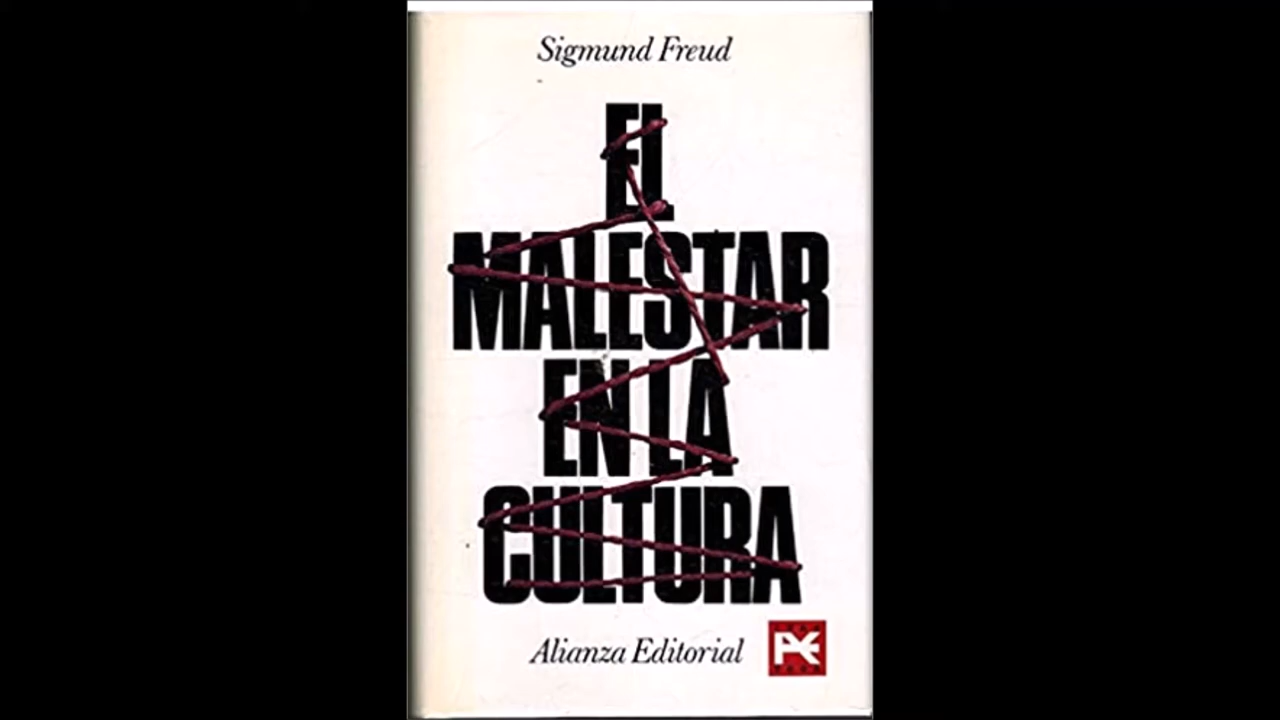 Sigmund Freud
EL
MALESTAR
EN LA
CULTURA
Alianza Editorial